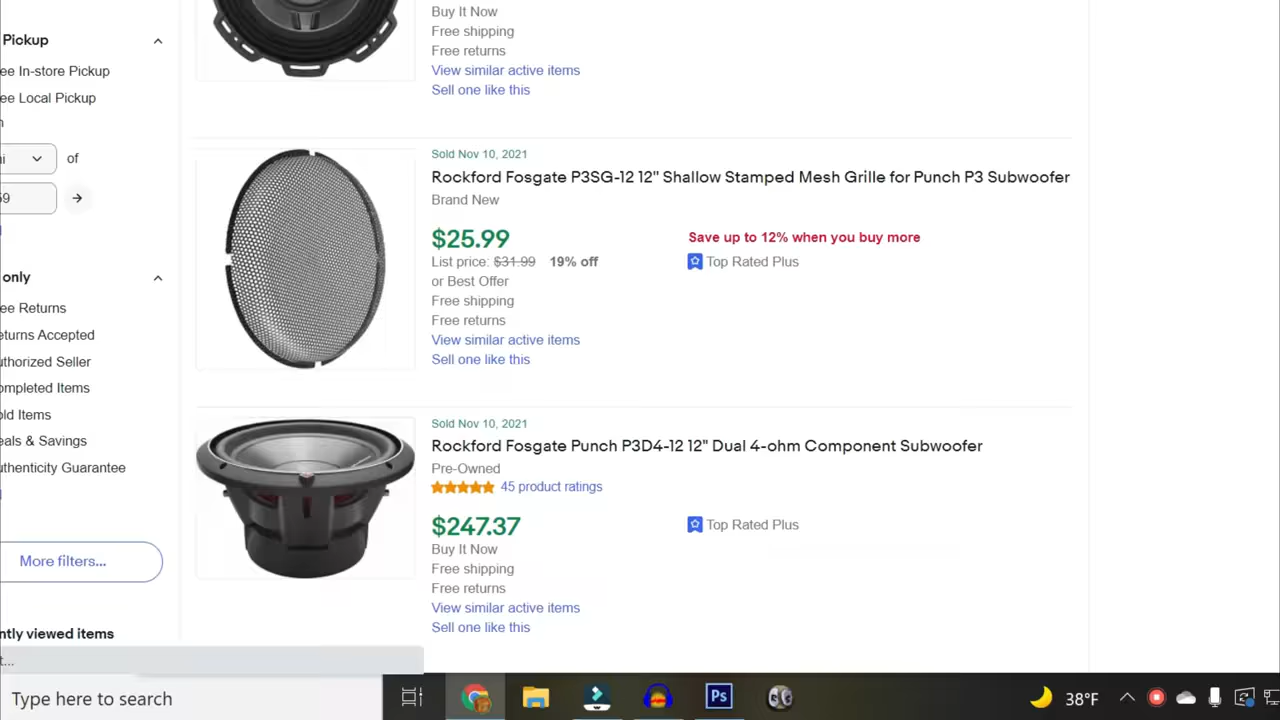 Pickup
ee In-store Pickup
ee Local Pickup
n
ni
of
59
only
ee Returns
eturns Accepted
uthorized Seller
ompleted Items
old Items
eals & Savings
uthenticity Guarantee
More filters...
ntly viewed items
t...
Buy It Now
Free shipping
Free returns
View similar active items
Sell one like this
Sold Nov 10, 2021
Rockford Fosgate P3SG-12 12" Shallow Stamped Mesh Grille for Punch P3 Subwoofer
Brand New
$25.99
Save up to 12% when you buy more
List price: $31.99 19% off
Top Rated Plus
or Best Offer
Free shipping
Free returns
View similar active items
Sell one like this
Sold Nov 10, 2021
Rockford Fosgate Punch P3D4-12 12" Dual 4-ohm Component Subwoofer
Pre-Owned
45 product ratings
$247.37
Top Rated Plus
Buy It Now
Free shipping
Free returns
View similar active items
Sell one like this
Type here to search
Ps
38°F